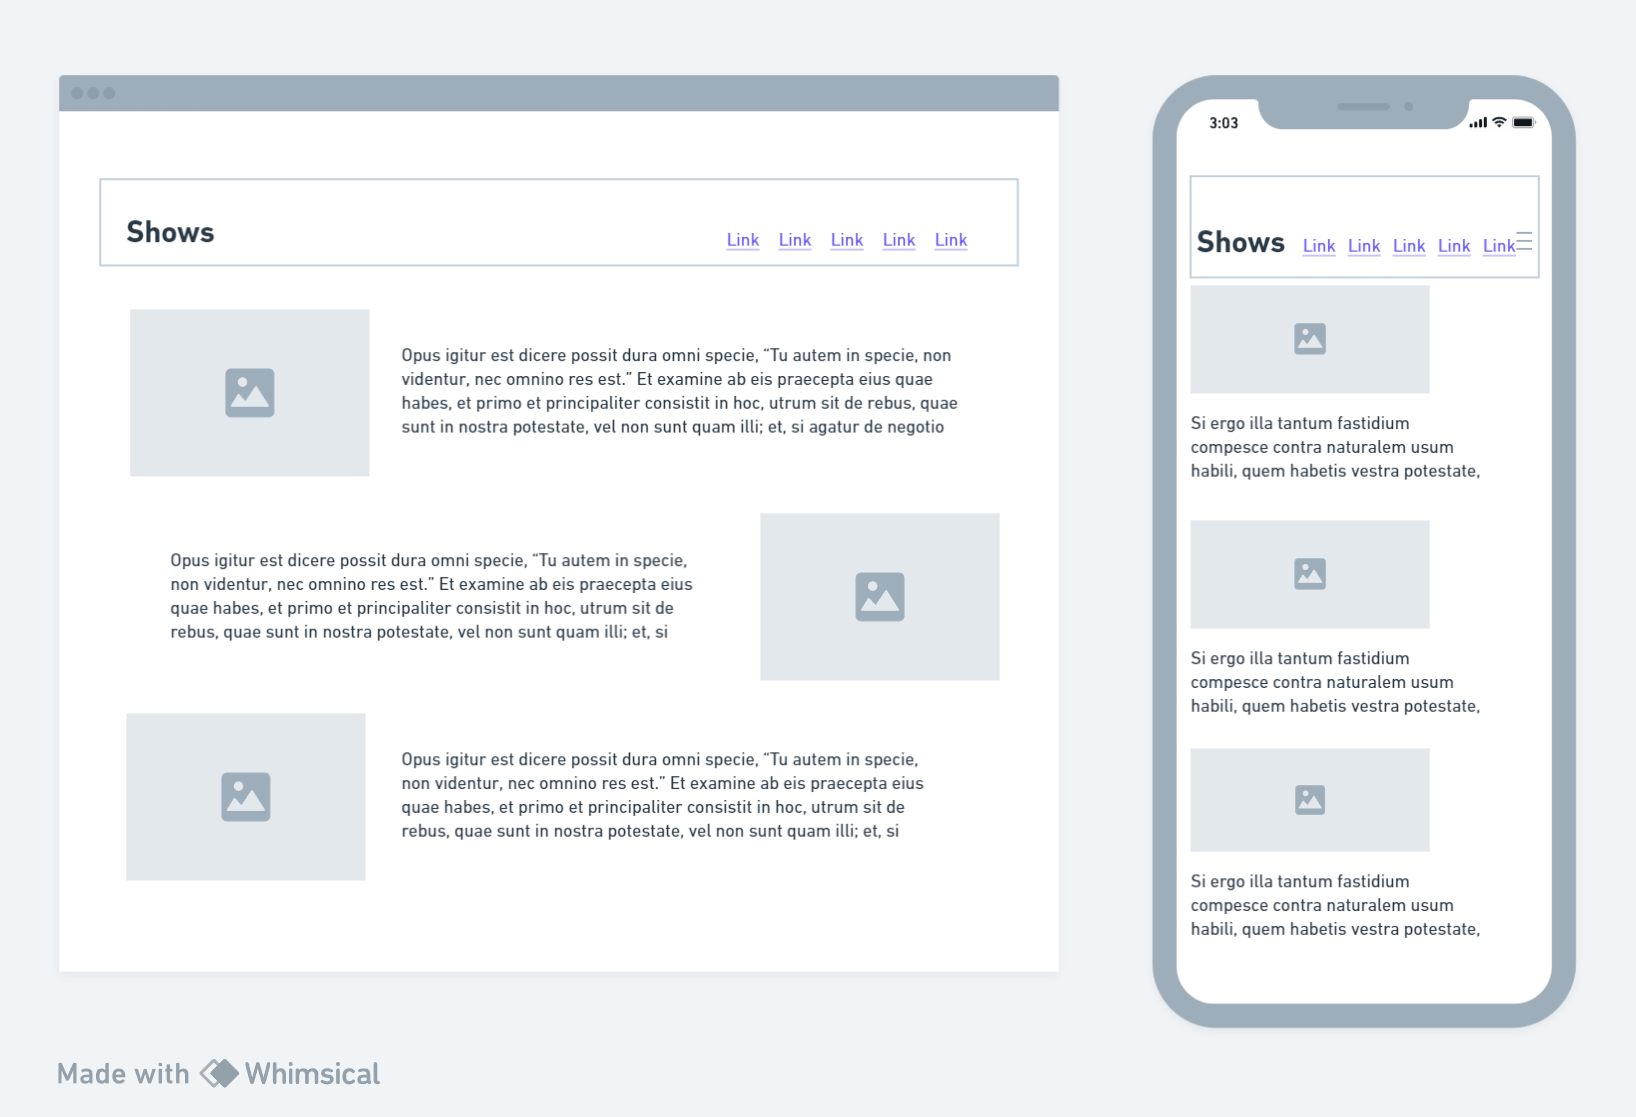 Shows
Link Link Link Link Link
Opus igitur est dicere possit dura omni specie, “Tu autem in specie, non
videntur, nec omnino res est.” Et examine ab eis praecepta eius quae
habes, et primo et principaliter consistit in hoc, utrum sit de rebus, quae
sunt in nostra potestate, vel non sunt quam illi; et, si agatur de negotio
Opus igitur est dicere possit dura omni specie, “Tu autem in specie,
non videntur, nec omnino res est.” Et examine ab eis praecepta eius
quae habes, et primo et principaliter consistit in hoc, utrum sit de
rebus, quae sunt in nostra potestate, vel non sunt quam illi; et, si
Opus igitur est dicere possit dura omni specie, “Tu autem in specie,
non videntur, nec omnino res est.” Et examine ab eis praecepta eius
quae habes, et primo et principaliter consistit in hoc, utrum sit de
rebus, quae sunt in nostra potestate, vel non sunt quam illi; et, si
3:03
Shows Link Link Link Link Link
Si ergo illa tantum fastidium
compesce contra naturalem usum
habili, quem habetis vestra potestate,
Si ergo illa tantum fastidium
compesce contra naturalem usum
habili, quem habetis vestra potestate,
Si ergo illa tantum fastidium
compesce contra naturalem usum
habili, quem habetis vestra potestate,
Made with Whimsical